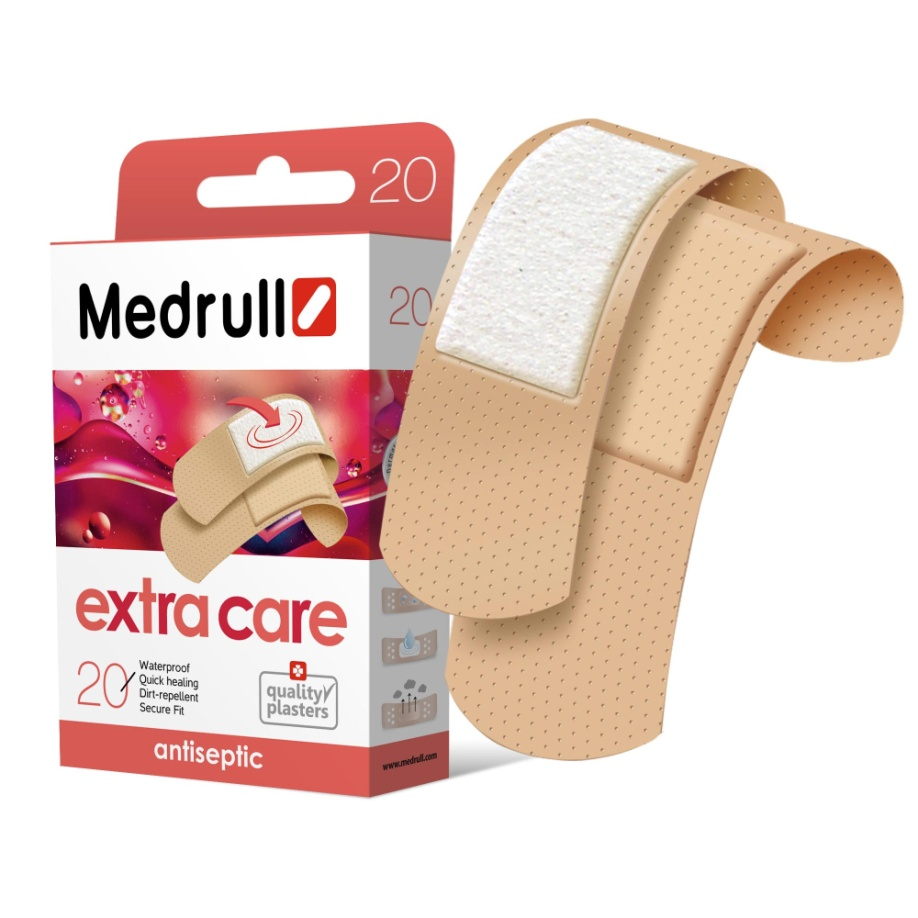 20
Medrull
20
extra care
20
Waterproof
Quick healing
Dirt-repellent
Secure Fit
quality
plasters
antiseptic
www.medrull.com